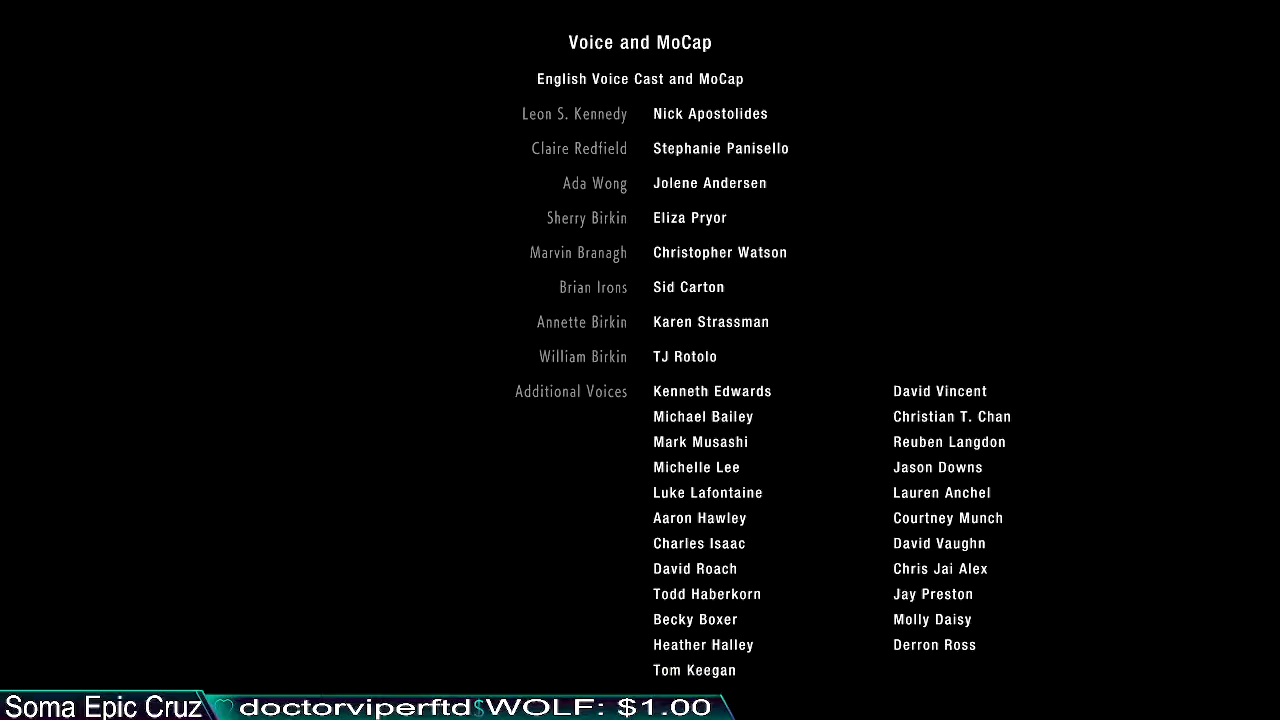 Voice and MoCap
English Voice Cast and MoCap
Leon S. Kennedy Nick Apostolides
Claire Redfield Stephanie Panisello
Ada Wong Jolene Andersen
Sherry Birkin Eliza Pryor
Marvin Branagh Christopher Watson
Brian Irons Sid Carton
Annette Birkin Karen Strassman
William Birkin TJ Rotolo
Additional Voices Kenneth Edwards David Vincent
Michael Bailey Christian T. Chan
Mark Musashi Reuben Langdon
Michelle Lee Jason Downs
Luke Lafontaine Lauren Anchel
Aaron Hawley Courtney Munch
Charles Isaac David Vaughn
David Roach Chris Jai Alex
Todd Haberkorn Jay Preston
Becky Boxer Molly Daisy
Heather Halley Derron Ross
Tom Keegan
Soma Epic Cruz doctorviperftd $ WOLF: $1.00